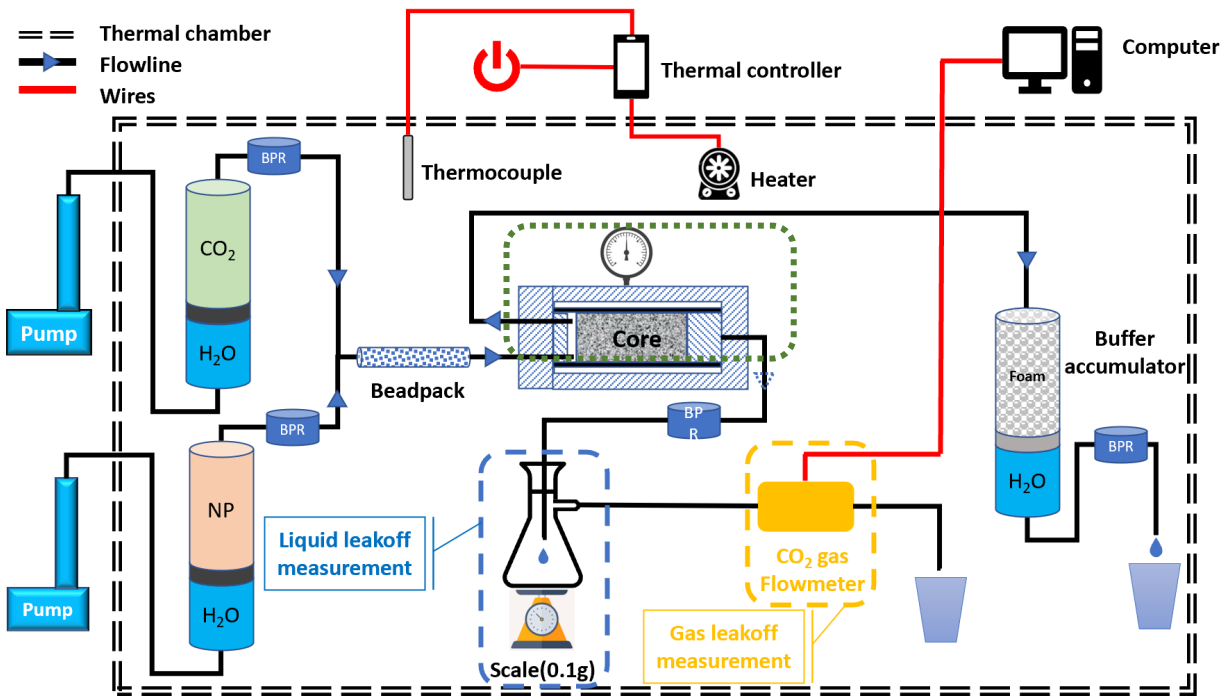 Thermal chamber
Flowline
Wires
Thermal controller
Computer
BPR
Thermocouple
Heater
CO2
H2O
Pump
Core
Beadpack
Buffer
accumulator
Foam
H2O
BPR
BPR
BP
R
NP
H2O
Pump
Liquid leakoff
measurement
CO2 gas
Flowmeter
Gas leakoff
measurement
Scale(0.1g)